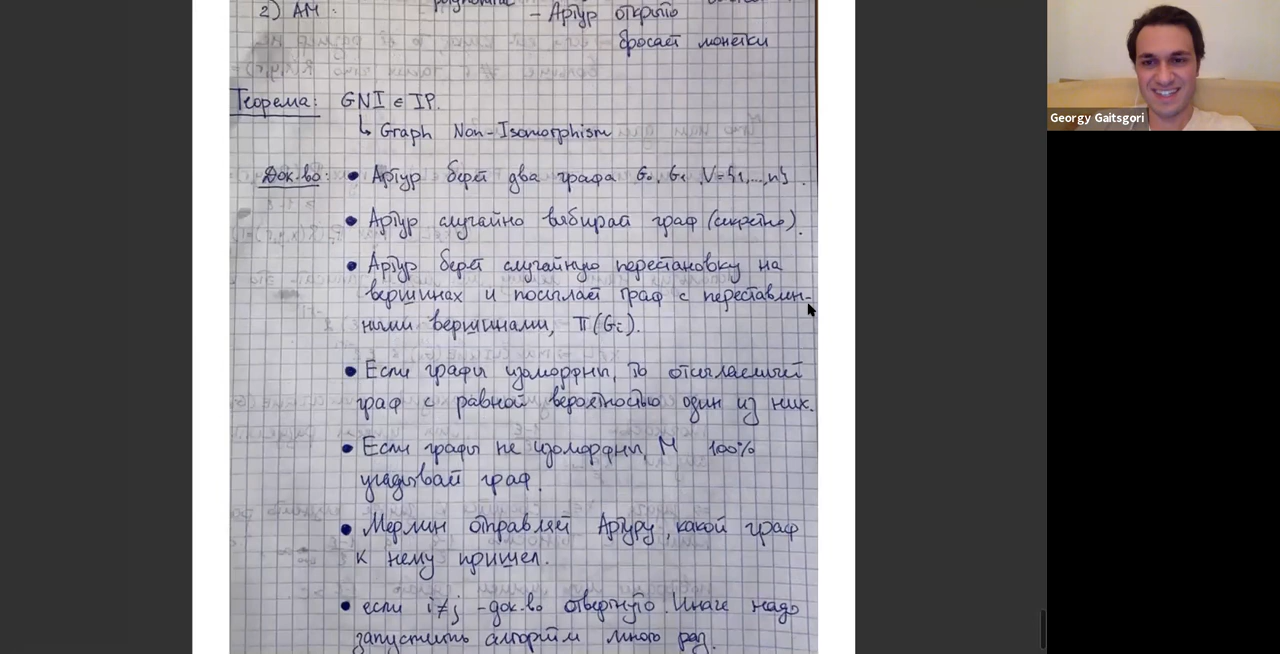 2) AM:
- Артур открыто
бросает монетки
Теорема: GNI ∈ IP.
↳ Graph Non-Isomorphism
Док-во: • Артур берёт два графа G₀, G₁, V={1,...,n}.
• Артур случайно выбирай граф (секретно).
• Артур берёт случайную перестановку на
вершинах и посылает граф с переставлен-
ными вершинами, π(Gᵢ).
• Если графы изоморфны, то отсылаемый
граф с равной вероятностью один из них.
• Если графы не изоморфны, М 100%
угадывай граф.
• Мерлин отправляет Артуру, какой граф
к нему пришел.
• если i≠j - док-во отвергнуто. Иначе надо
запустить алгоритм много раз.
Georgy Gaitsgori